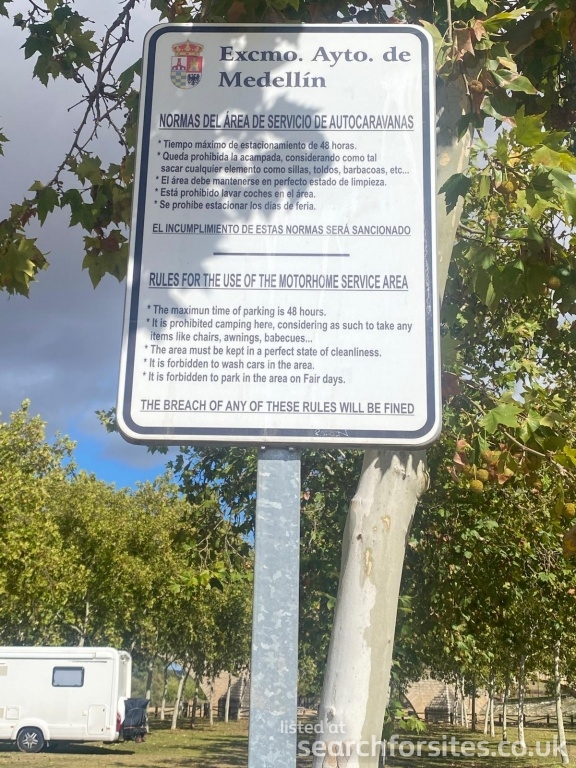 Excmo. Ayto. de
Medellín
NORMAS DEL ÁREA DE SERVICIO DE AUTOCARAVANAS
* Tiempo máximo de estacionamiento de 48 horas.
* Queda prohibida la acampada, considerando como tal
sacar cualquier elemento como sillas, toldos, barbacoas, etc...
* El área debe mantenerse en perfecto estado de limpieza.
* Está prohibido lavar coches en el área.
* Se prohibe estacionar los días de feria.
EL INCUMPLIMIENTO DE ESTAS NORMAS SERÁ SANCIONADO
RULES FOR THE USE OF THE MOTORHOME SERVICE AREA
* The maximun time of parking is 48 hours.
* It is prohibited camping here, considering as such to take any
items like chairs, awnings, babecues...
* The area must be kept in a perfect state of cleanliness.
* It is forbidden to wash cars in the area.
* It is forbidden to park in the area on Fair days.
THE BREACH OF ANY OF THESE RULES WILL BE FINED
listed at
searchforsites.co.uk